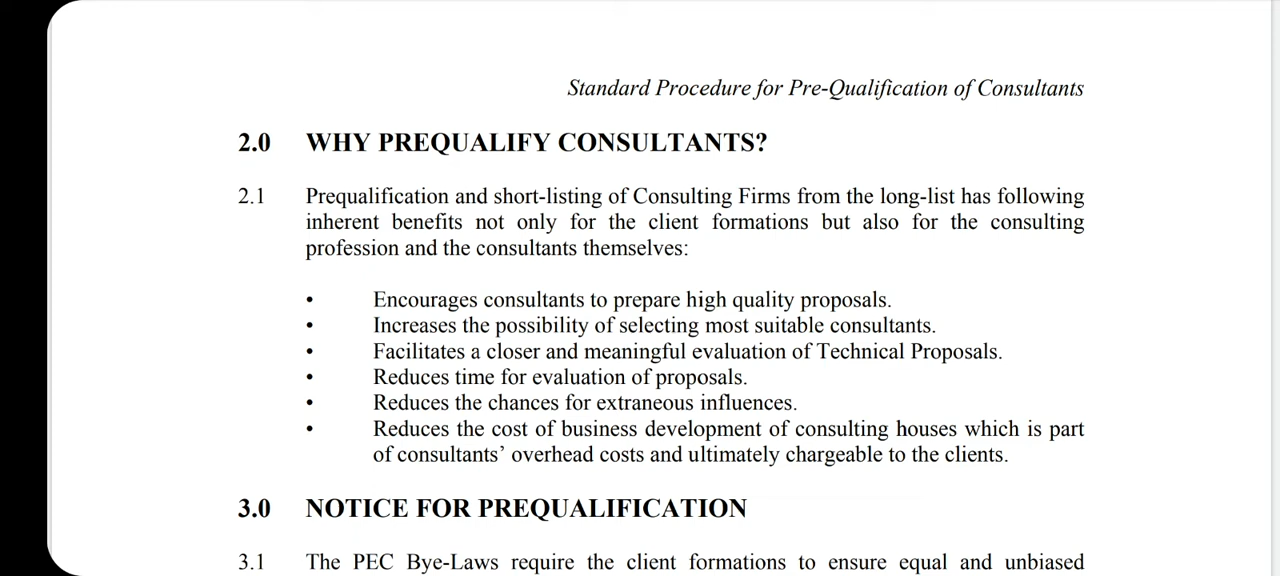 Standard Procedure for Pre-Qualification of Consultants
2.0 WHY PREQUALIFY CONSULTANTS?
2.1 Prequalification and short-listing of Consulting Firms from the long-list has following
inherent benefits not only for the client formations but also for the consulting
profession and the consultants themselves:
• Encourages consultants to prepare high quality proposals.
• Increases the possibility of selecting most suitable consultants.
• Facilitates a closer and meaningful evaluation of Technical Proposals.
• Reduces time for evaluation of proposals.
• Reduces the chances for extraneous influences.
• Reduces the cost of business development of consulting houses which is part
of consultants’ overhead costs and ultimately chargeable to the clients.
3.0 NOTICE FOR PREQUALIFICATION
3.1 The PEC Bye-Laws require the client formations to ensure equal and unbiased